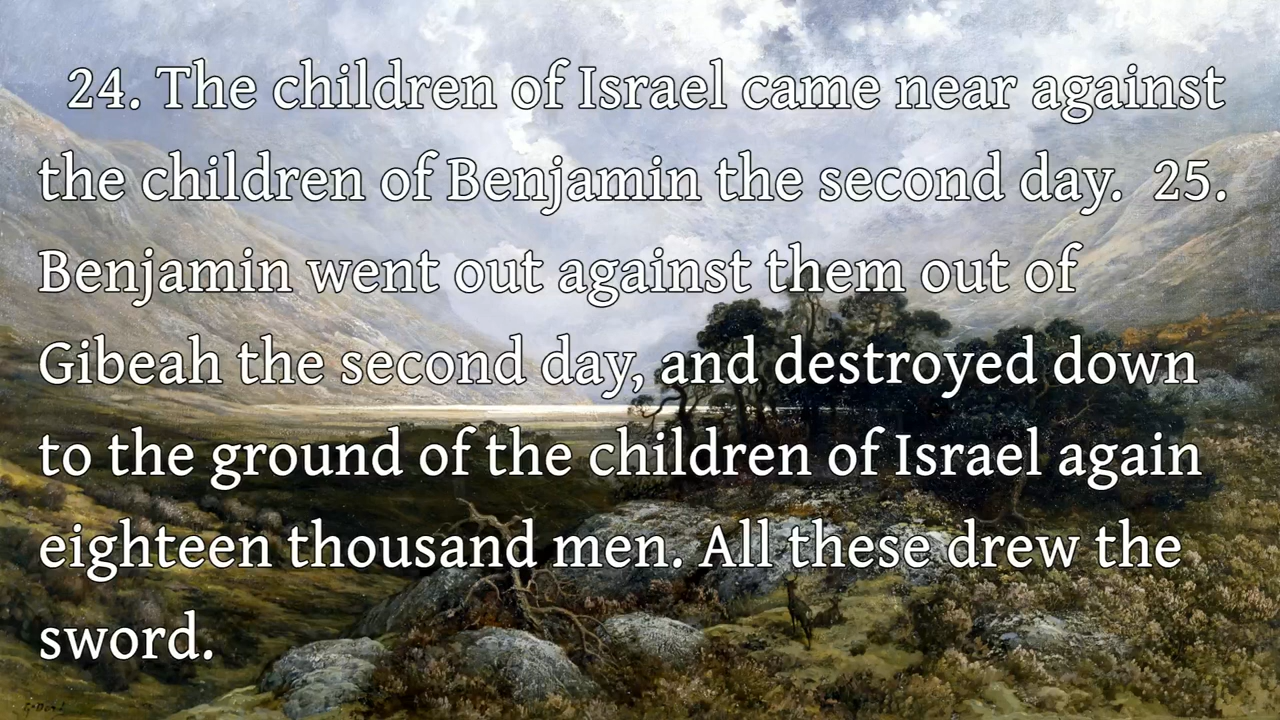 24. The children of Israel came near against
the children of Benjamin the second day. 25.
Benjamin went out against them out of
Gibeah the second day, and destroyed down
to the ground of the children of Israel again
eighteen thousand men. All these drew the
sword.